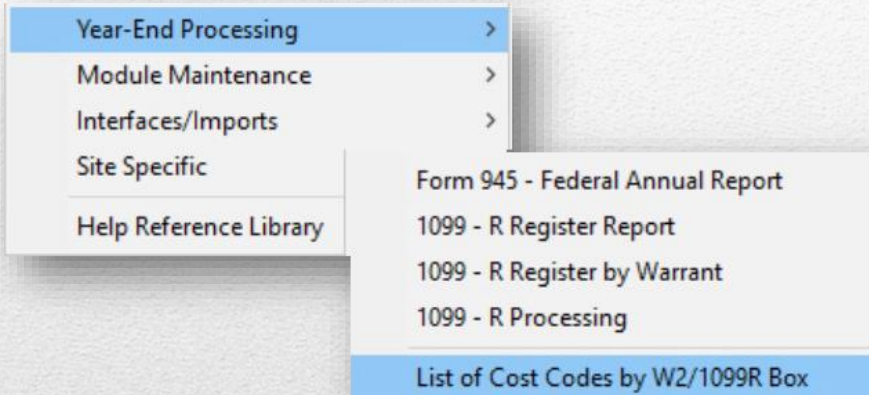 Year-End Processing
Module Maintenance
Interfaces/Imports
Site Specific
Help Reference Library
Form 945 - Federal Annual Report
1099 - R Register Report
1099 - R Register by Warrant
1099 - R Processing
List of Cost Codes by W2/1099R Box